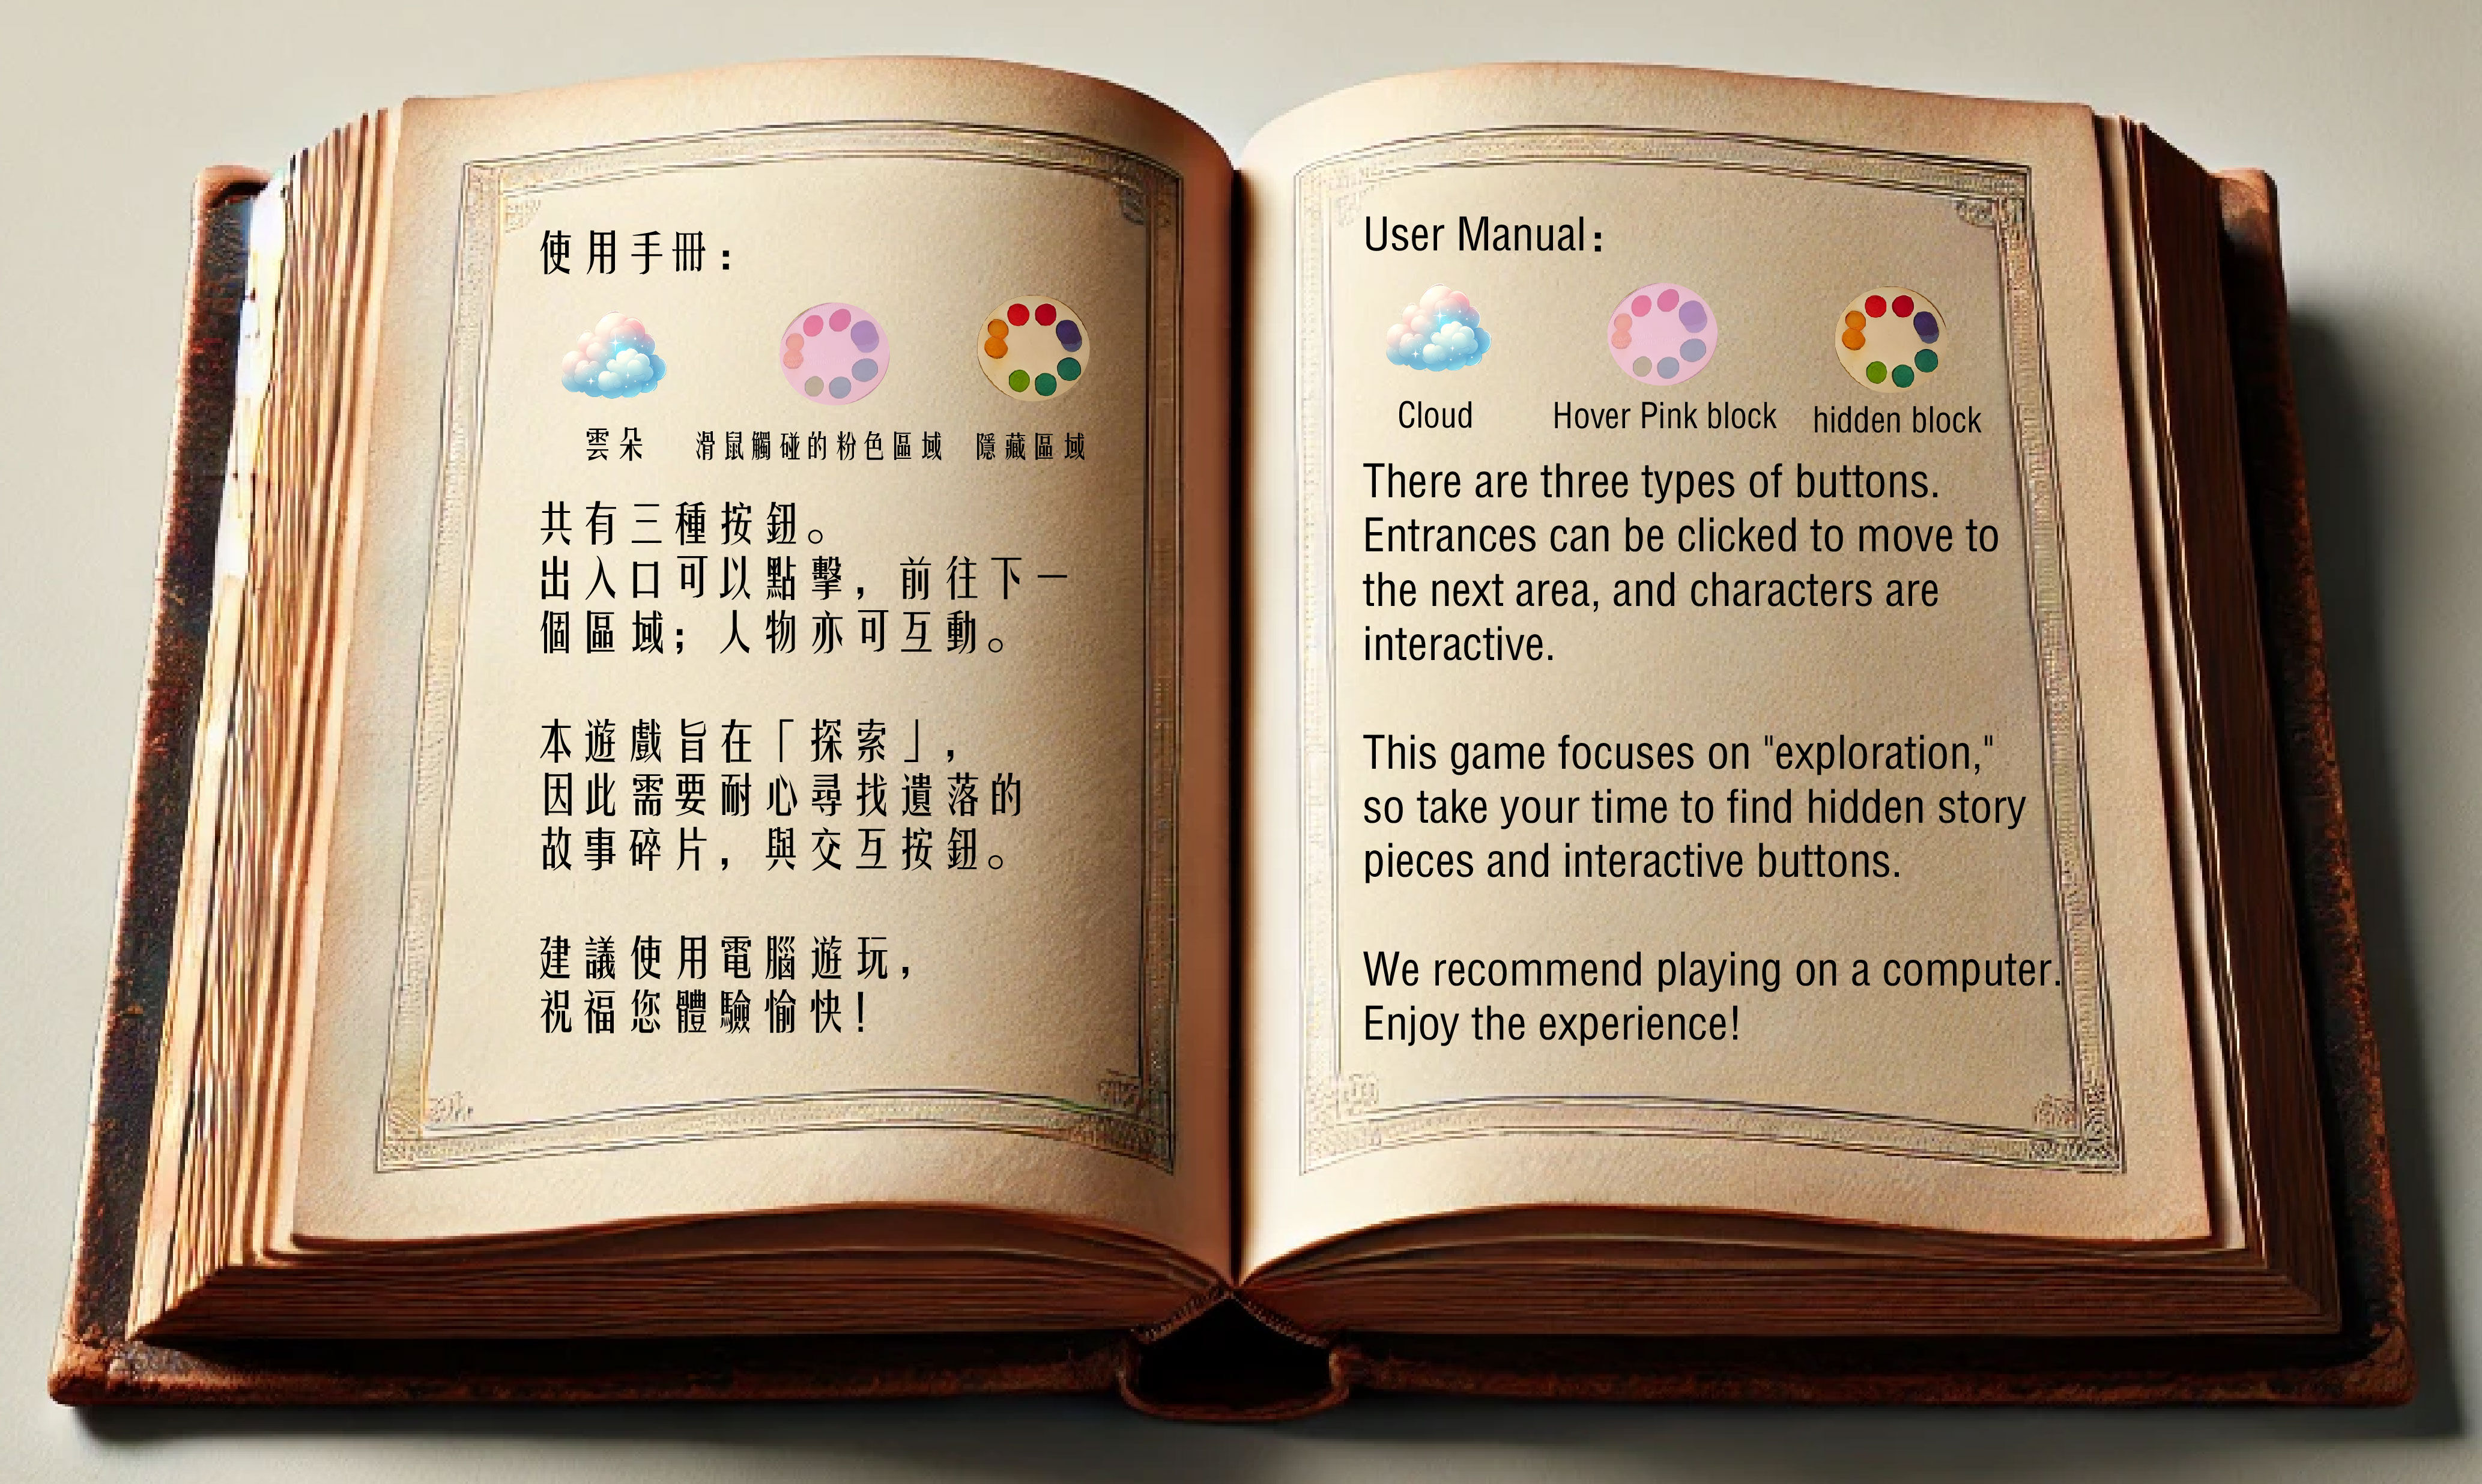 使用手冊：
雲朵 滑鼠觸碰的粉色區域 隱藏區域
共有三種按鈕。
出入口可以點擊，前往下一
個區域；人物亦可互動。
本遊戲旨在「探索」，
因此需要耐心尋找遺落的
故事碎片，與交互按鈕。
建議使用電腦遊玩，
祝福您體驗愉快！
User Manual：
Cloud Hover Pink block hidden block
There are three types of buttons.
Entrances can be clicked to move to
the next area, and characters are
interactive.
This game focuses on "exploration,"
so take your time to find hidden story
pieces and interactive buttons.
We recommend playing on a computer.
Enjoy the experience!